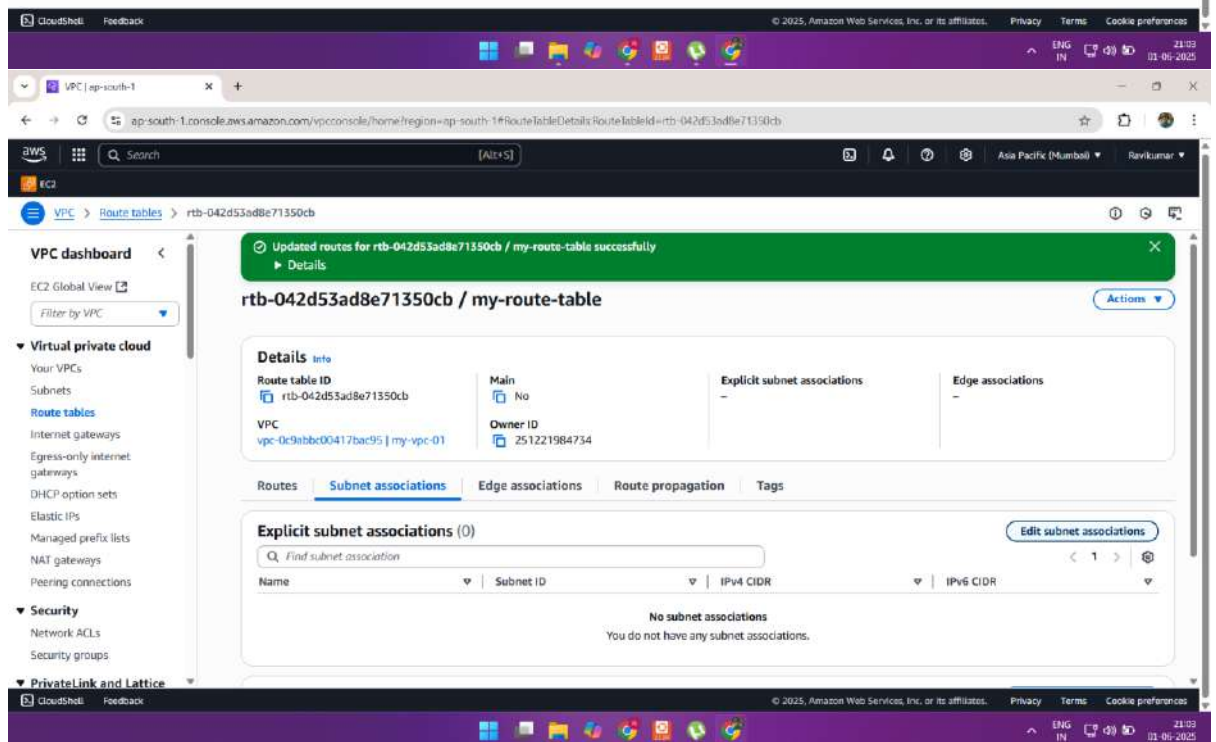 CloudShell Feedback © 2025, Amazon Web Services, Inc. or its affiliates. Privacy Terms Cookie preferences
ENG IN 21:03 01-06-2025
VPC | ap-south-1
ap-south-1.console.aws.amazon.com/vpcconsole/home?region=ap-south-1#RouteTableDetails:RouteTableId=rtb-042d53ad8e71350cb
aws Search [Alt+S] Asia Pacific (Mumbai) Ravikumar
EC2
VPC > Route tables > rtb-042d53ad8e71350cb
VPC dashboard
EC2 Global View
Filter by VPC
Virtual private cloud
Your VPCs
Subnets
Route tables
Internet gateways
Egress-only internet
gateways
DHCP option sets
Elastic IPs
Managed prefix lists
NAT gateways
Peering connections
Security
Network ACLs
Security groups
PrivateLink and Lattice
Updated routes for rtb-042d53ad8e71350cb / my-route-table successfully
Details
rtb-042d53ad8e71350cb / my-route-table
Actions
Details Info
Route table ID
rtb-042d53ad8e71350cb
Main
No
Explicit subnet associations
–
Edge associations
–
VPC
vpc-0c9abbc00417bac95 | my-vpc-01
Owner ID
251221984734
Routes Subnet associations Edge associations Route propagation Tags
Explicit subnet associations (0)
Edit subnet associations
Find subnet association
1
Name Subnet ID IPv4 CIDR IPv6 CIDR
No subnet associations
You do not have any subnet associations.
CloudShell Feedback © 2025, Amazon Web Services, Inc. or its affiliates. Privacy Terms Cookie preferences
ENG IN 21:03 01-06-2025